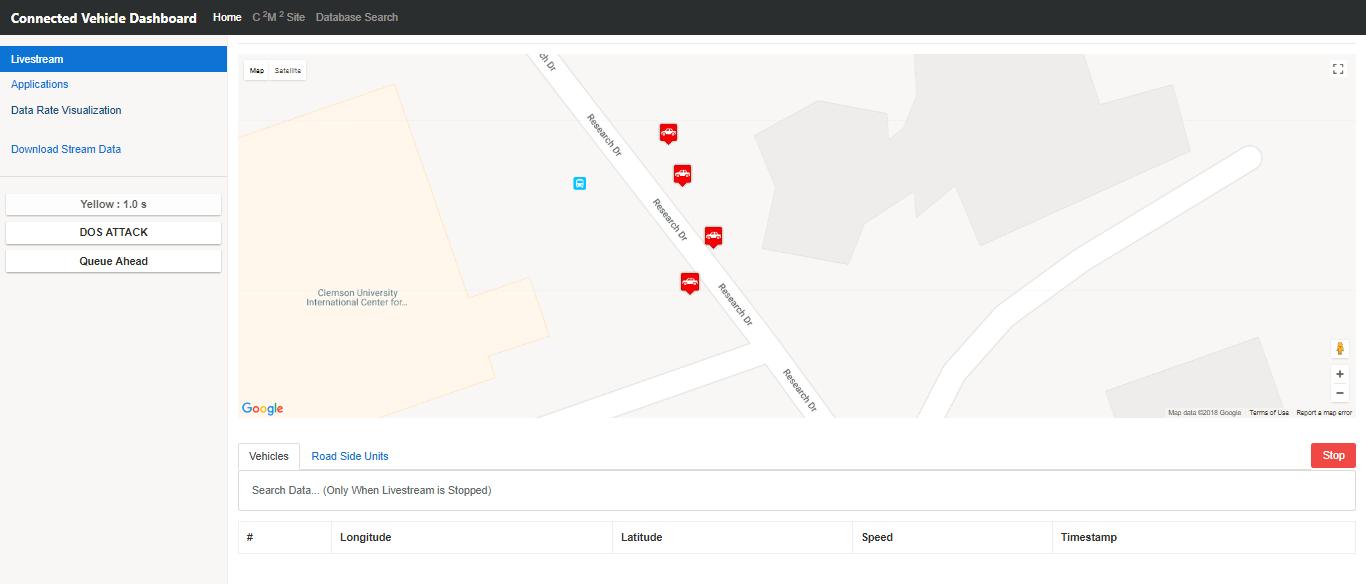 Connected Vehicle Dashboard Home C 2M 2 Site Database Search
Livestream
Applications
Data Rate Visualization
Download Stream Data
Yellow : 1.0 s
DOS ATTACK
Queue Ahead
Map Satellite
ch Dr
Research Dr
Research Dr
Research Dr
Research Dr
Clemson University
International Center for...
Google
Map data ©2018 Google Terms of Use Report a map error
Vehicles Road Side Units Stop
Search Data... (Only When Livestream is Stopped)
# Longitude Latitude Speed Timestamp